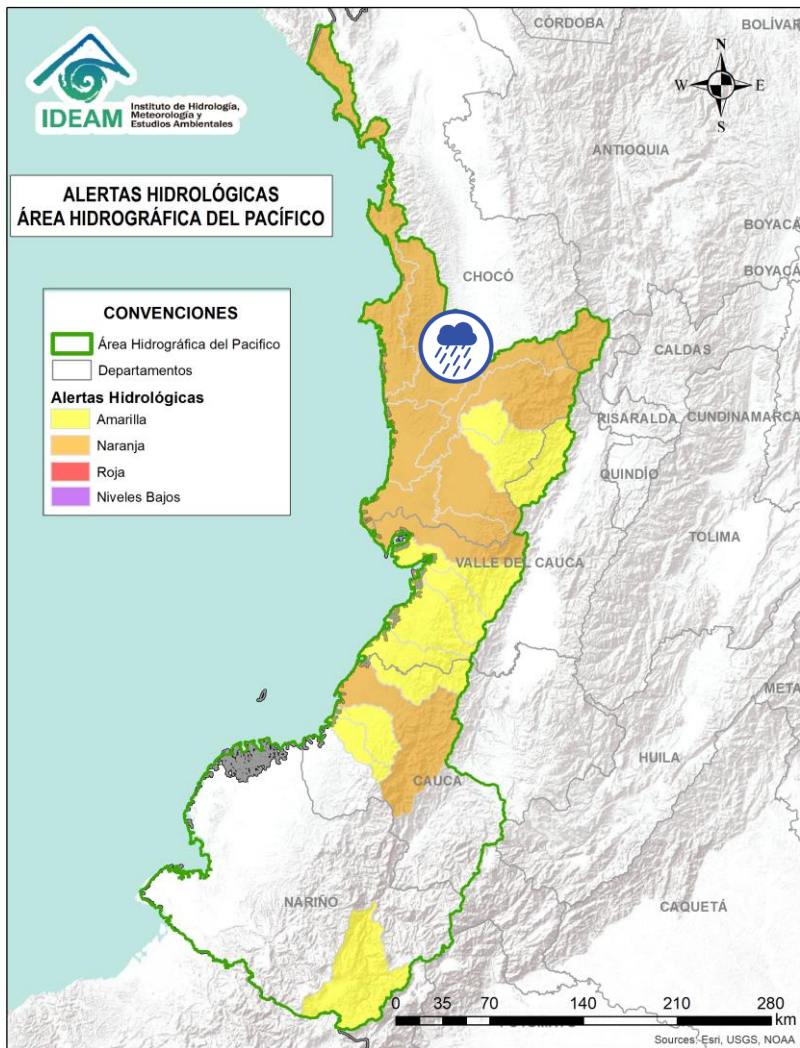 CÓRDOBA
BOLÍVAR
N
W
E
S
IDEAM
Instituto de Hidrología,
Meteorología y
Estudios Ambientales
ANTIOQUIA
ALERTAS HIDROLÓGICAS
ÁREA HIDROGRÁFICA DEL PACÍFICO
BOYACÁ
BOYACÁ
CHOCÓ
CONVENCIONES
Área Hidrográfica del Pacifico
Departamentos
Alertas Hidrológicas
Amarilla
Naranja
Roja
Niveles Bajos
CALDAS
RISARALDA
CUNDINAMARCA
QUINDÍO
TOLIMA
VALLE DEL CAUCA
META
HUILA
CAUCA
NARIÑO
CAQUETÁ
0 35 70 140 210 280
km
Sources: Esri, USGS, NOAA